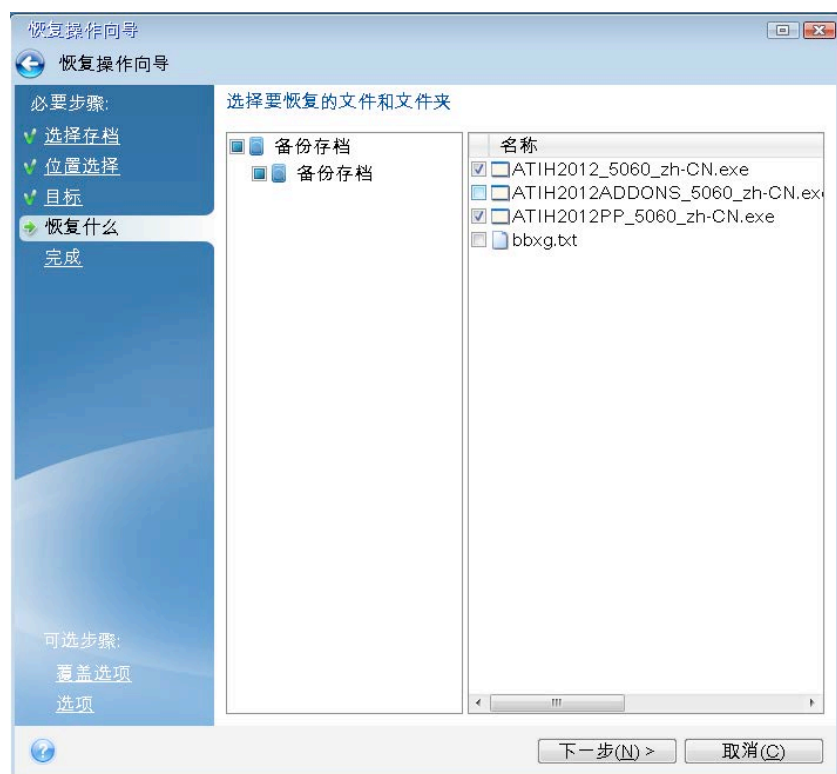 恢复操作向导
恢复操作向导
必要步骤:
选择存档
位置选择
目标
恢复什么
完成
可选步骤:
覆盖选项
选项
选择要恢复的文件和文件夹
备份存档
备份存档
名称
ATIH2012_5060_zh-CN.exe
ATIH2012ADDONS_5060_zh-CN.ex
ATIH2012PP_5060_zh-CN.exe
bbxg.txt
下一步(N) >
取消(C)